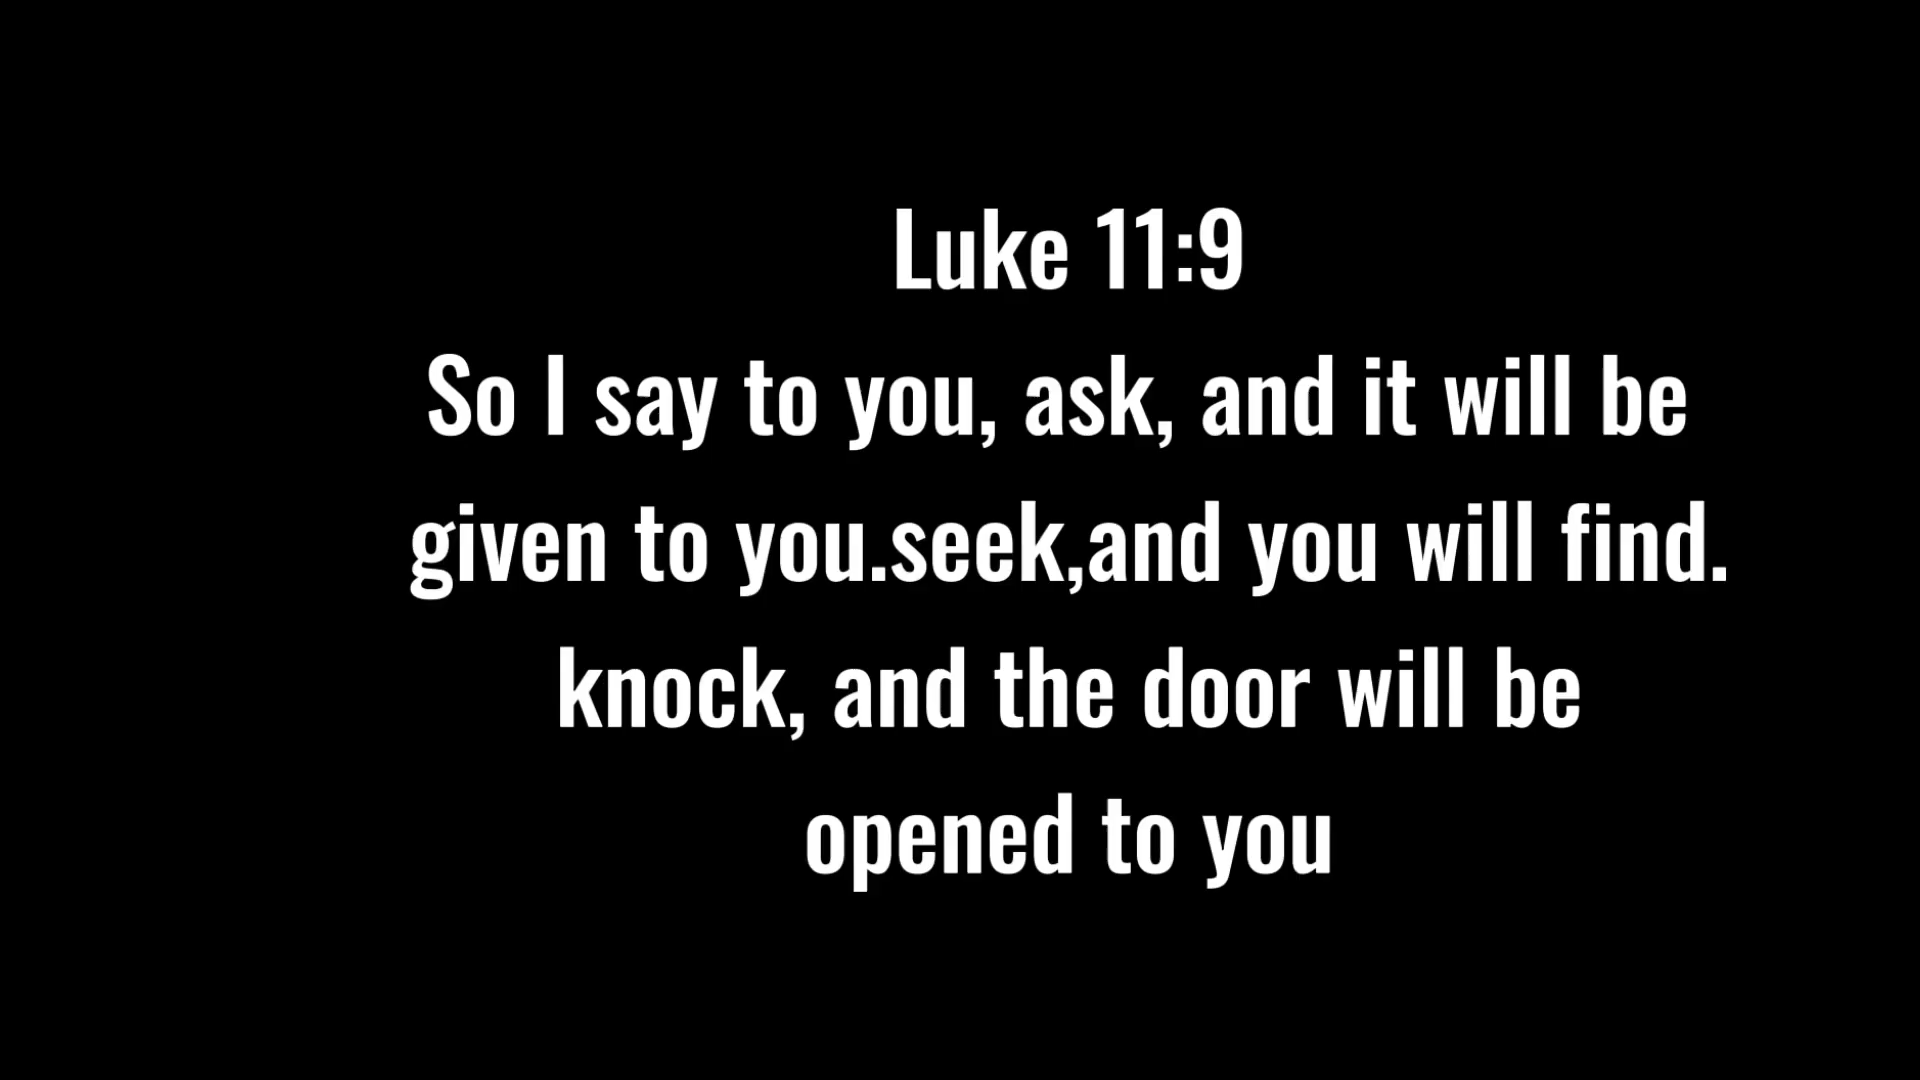 Luke 11:9
So I say to you, ask, and it will be
given to you.seek,and you will find.
knock, and the door will be
opened to you